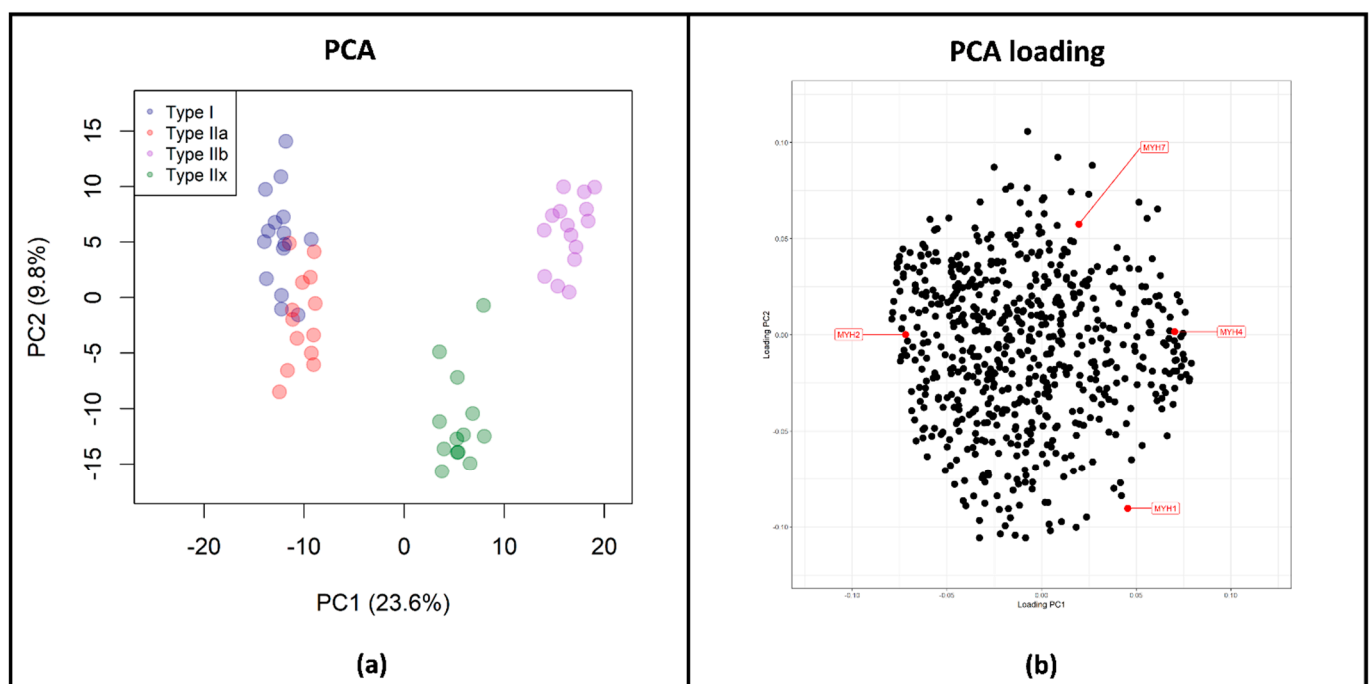 PCA
Type I
Type IIa
Type IIb
Type IIx
15
10
5
0
-5
-10
-15
PC2 (9.8%)
-20 -10 0 10 20
PC1 (23.6%)
(a)
PCA loading
MYH7
MYH2
MYH4
MYH1
0.10
0.05
0.00
-0.05
-0.10
Loading PC2
-0.10 -0.05 0.00 0.05 0.10
Loading PC1
(b)